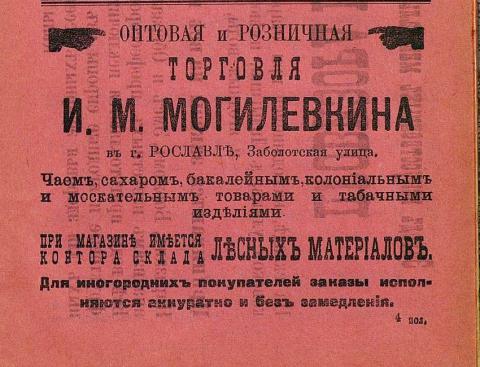 ОПТОВАЯ и РОЗНИЧНАЯ
ТОРГОВЛЯ
И. М. МОГИЛЕВКИНА
въ г. РОСЛАВЛѢ, Заболотская улица.
Чаемъ, сахаромъ, бакалейнымъ, колоніальнымъ
и москательнымъ товарами и табачными
издѣліями.
ПРИ МАГАЗИНѢ ИМѢЕТСЯ
КОНТОРА СКЛАДА ЛѢСНЫХЪ МАТЕРІАЛОВЪ.
Для иногороднихъ покупателей заказы испол-
няются аккуратно и безъ замедленія.
4 пол.